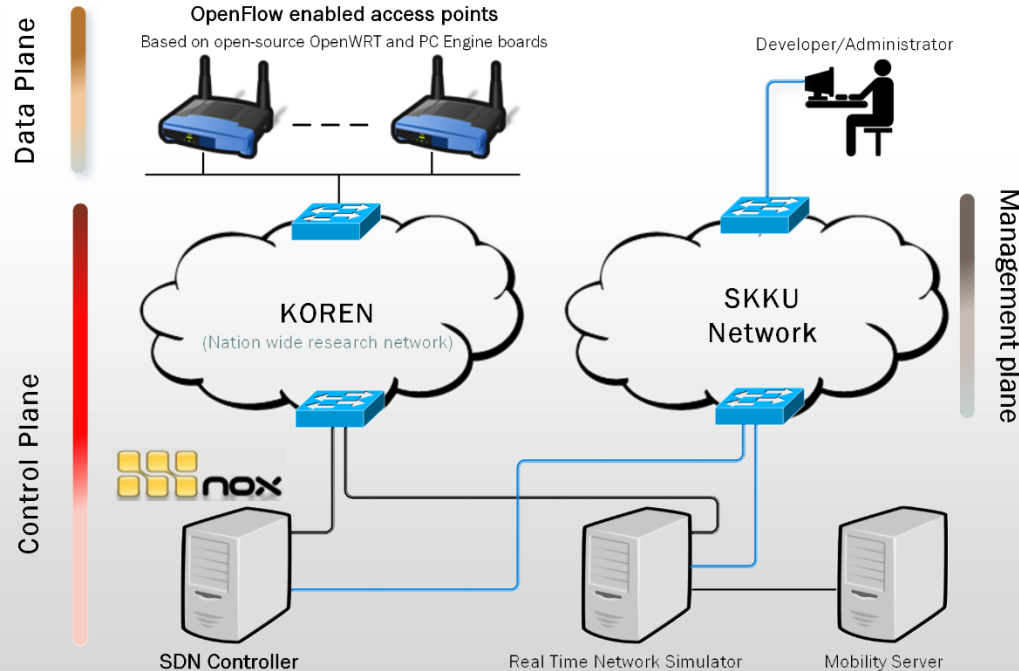 OpenFlow enabled access points
Based on open-source OpenWRT and PC Engine boards
Developer/Administrator
Data Plane
KOREN
(Nation wide research network)
SKKU
Network
Management plane
Control Plane
nox
SDN Controller
Real Time Network Simulator
Mobility Server